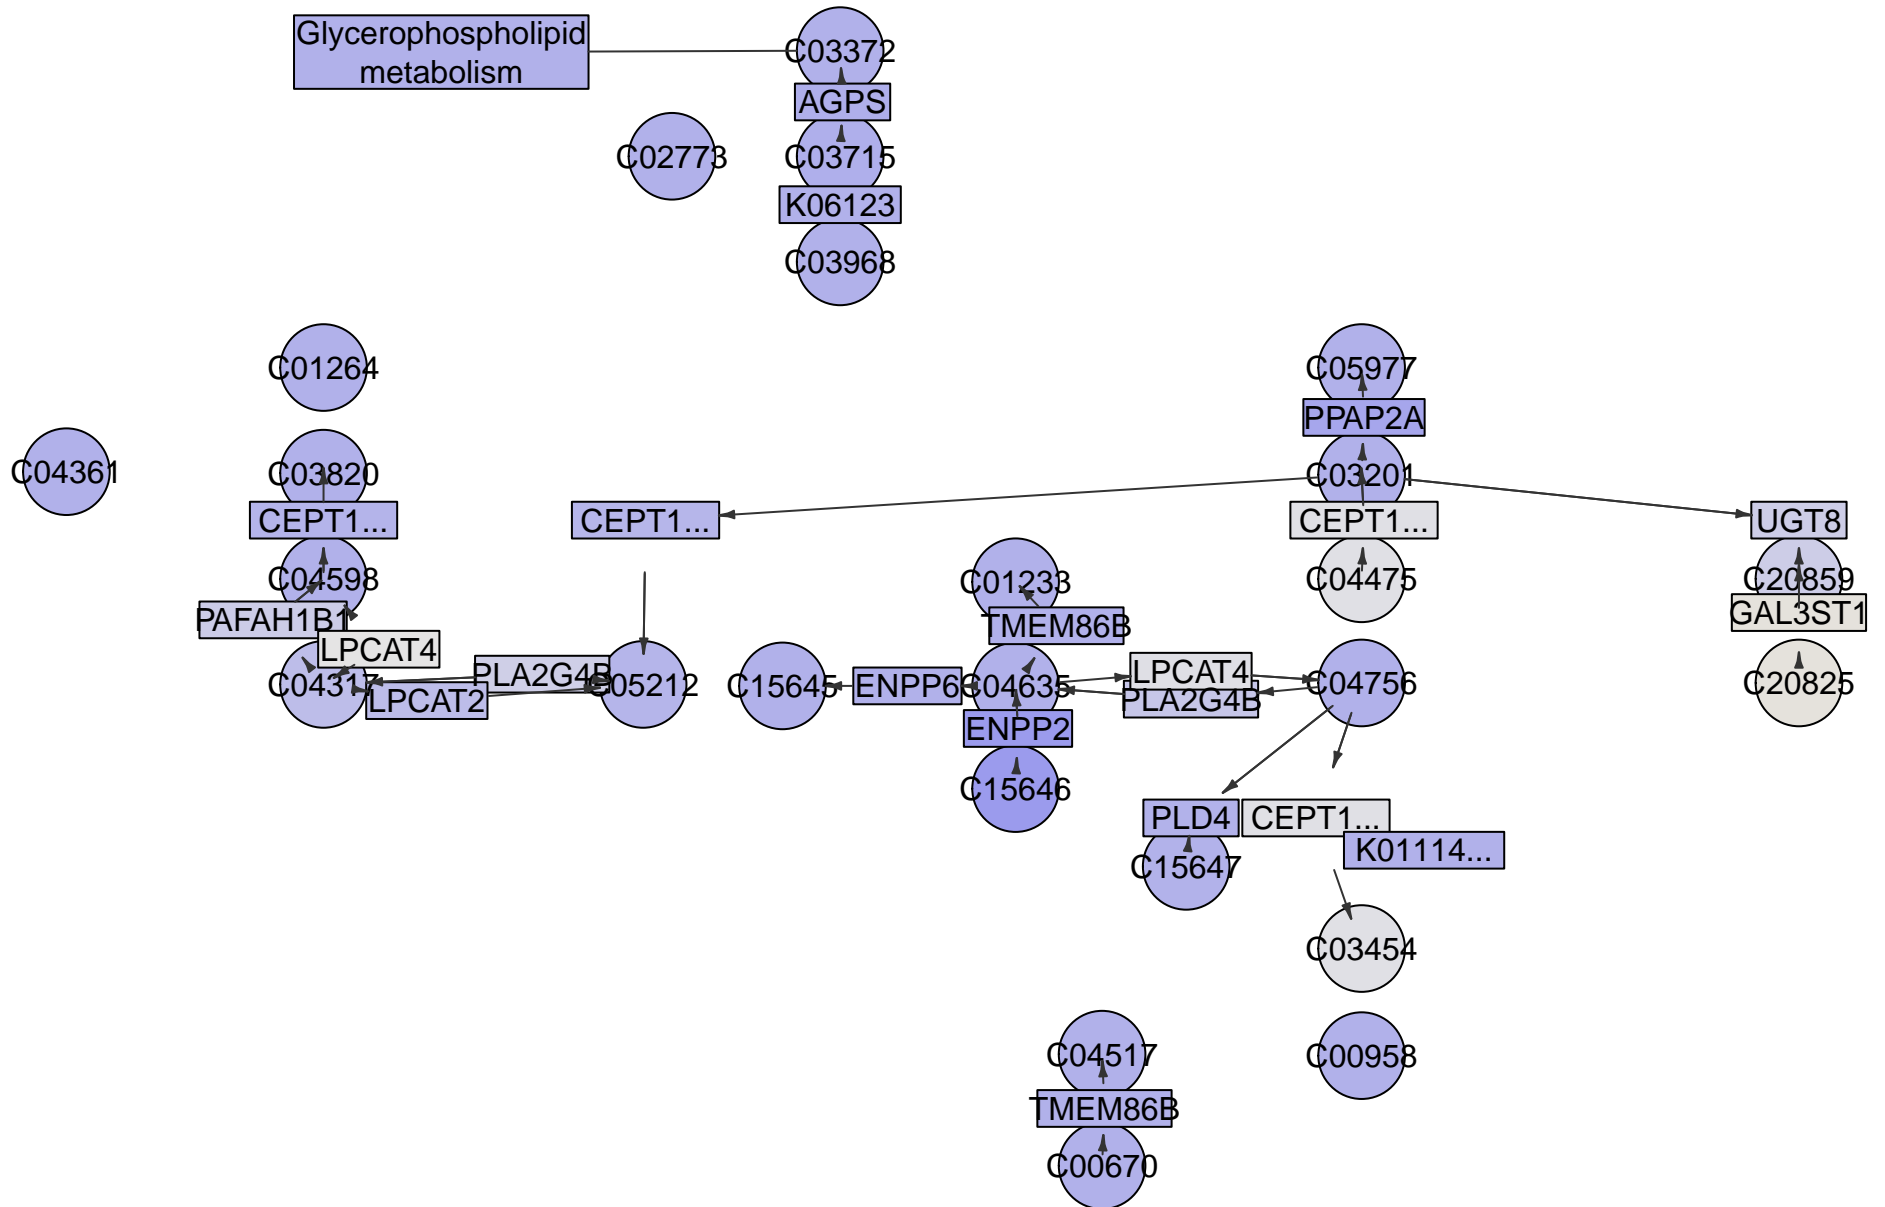 Glycerophospholipid
metabolism
C03372
AGPS
C02773
C03715
K06123
C03968
C01264
C05977
PPAP2A
C04361
C03820
C03201
CEPT1...
CEPT1...
CEPT1...
UGT8
C04598
C01233
C04475
C20859
PAFAH1B1
TMEM86B
GAL3ST1
LPCAT4
PLA2G4B
LPCAT4
C04317
LPCAT2
C05212
C15645
ENPP6
C04635
PLA2G4B
C04756
C20825
ENPP2
C15646
PLD4
CEPT1...
K01114...
C15647
C03454
C04517
C00958
TMEM86B
C00670